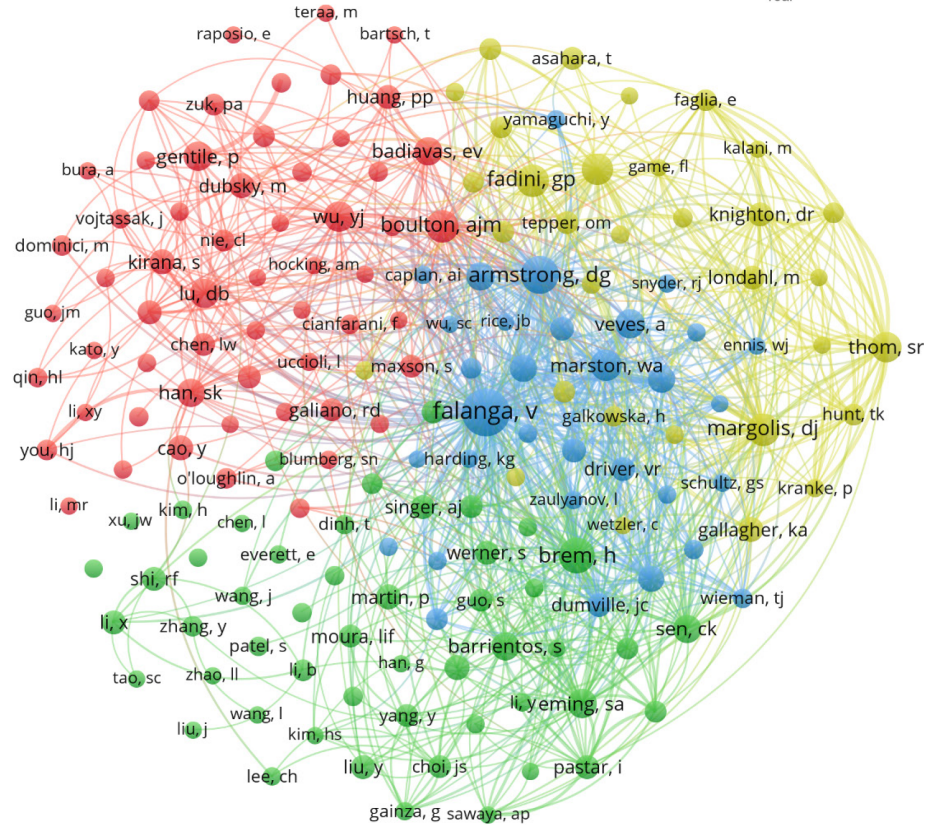 teraa, m
raposio, e
bartsch, t
asahara, t
huang, pp
faglia, e
zuk, pa
yamaguchi, y
badiavas, ev
kalani, m
gentile, p
game, fl
bura, a
fadini, gp
dubsky, m
vojtassak, j
wu, yj
boulton, ajm
tepper, om
knighton, dr
dominici, m
nie, cl
kirana, s
hocking, am
caplan, ai
armstrong, dg
snyder, rj
londahl, m
lu, db
guo, jm
cianfarani, f
wu, sc
rice, jb
veves, a
kato, y
chen, lw
ennis, wj
thom, sr
uccioli, l
maxson, s
marston, wa
qin, hl
han, sk
li, xy
galiano, rd
falanga, v
galkowska, h
margolis, dj
hunt, tk
you, hj
cao, y
blumberg, sn
harding, kg
driver, vr
o'loughlin, a
schultz, gs
kranke, p
li, mr
kim, h
xu, jw
chen, l
dinh, t
singer, aj
zaulyanov, l
wetzler, c
gallagher, ka
everett, e
werner, s
brem, h
shi, rf
wang, j
martin, p
guo, s
dumville, jc
wieman, tj
li, x
zhang, y
moura, lif
sen, ck
patel, s
barrientos, s
tao, sc
zhao, ll
li, b
han, g
wang, l
yang, y
li, y
eming, sa
liu, j
kim, hs
lee, ch
liu, y
choi, js
pastar, i
gainza, g
sawaya, ap